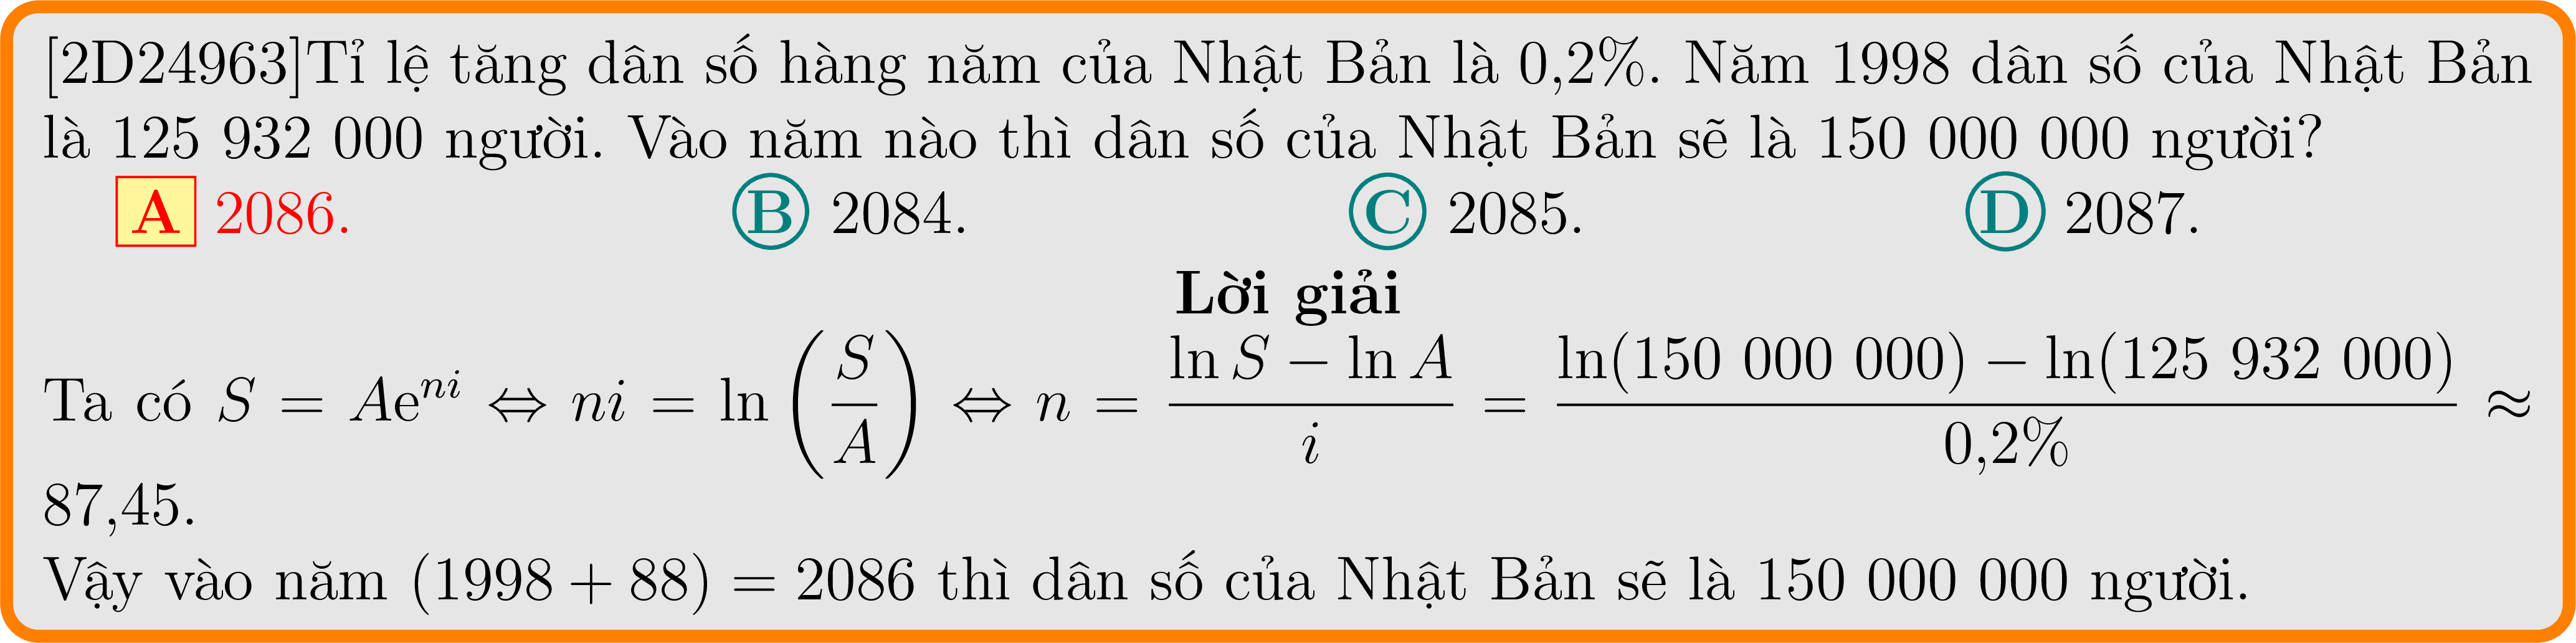 [2D24963]Tỉ lệ tăng dân số hàng năm của Nhật Bản là 0,2%. Năm 1998 dân số của Nhật Bản
là 125 932 000 người. Vào năm nào thì dân số của Nhật Bản sẽ là 150 000 000 người?
A 2086. B 2084. C 2085. D 2087.
Lời giải
Ta có $S = Ae^{ni} \Leftrightarrow ni = \ln\left(\frac{S}{A}\right) \Leftrightarrow n = \frac{\ln S - \ln A}{i} = \frac{\ln(150\ 000\ 000) - \ln(125\ 932\ 000)}{0,2\%} \approx$
87,45.
Vậy vào năm (1998 + 88) = 2086 thì dân số của Nhật Bản sẽ là 150 000 000 người.